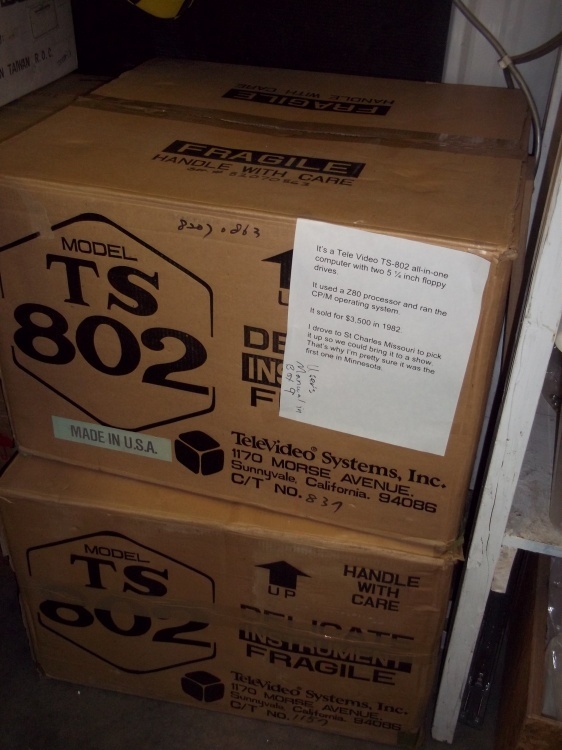 N TAIWAN R.O.C
FRAGILE
HANDLE WITH CARE
FRAGILE
HANDLE WITH CARE
MODEL
TS
802
U
DE
INS
F
It's a Tele Video TS-802 all-in-one
computer with two 5 ¼ inch floppy
drives.
It used a Z80 processor and ran the
CP/M operating system.
It sold for $3,500 in 1982.
I drove to St Charles Missouri to pick
it up so we could bring it to a show.
That's why I'm pretty sure it was the
first one in Minnesota.
User's
Manual in
MADE IN U.S.A.
TeleVideo® Systems, Inc.
1170 MORSE AVENUE.
Sunnyvale, California. 94086
C/T NO. 837
MODEL
TS
802
UP
HANDLE
WITH
CARE
DELICATE
INSTRUMENT
FRAGILE
TeleVideo Systems, Inc.
1170 MORSE AVENUE.
Sunnyvale, California. 94086
C/T NO.